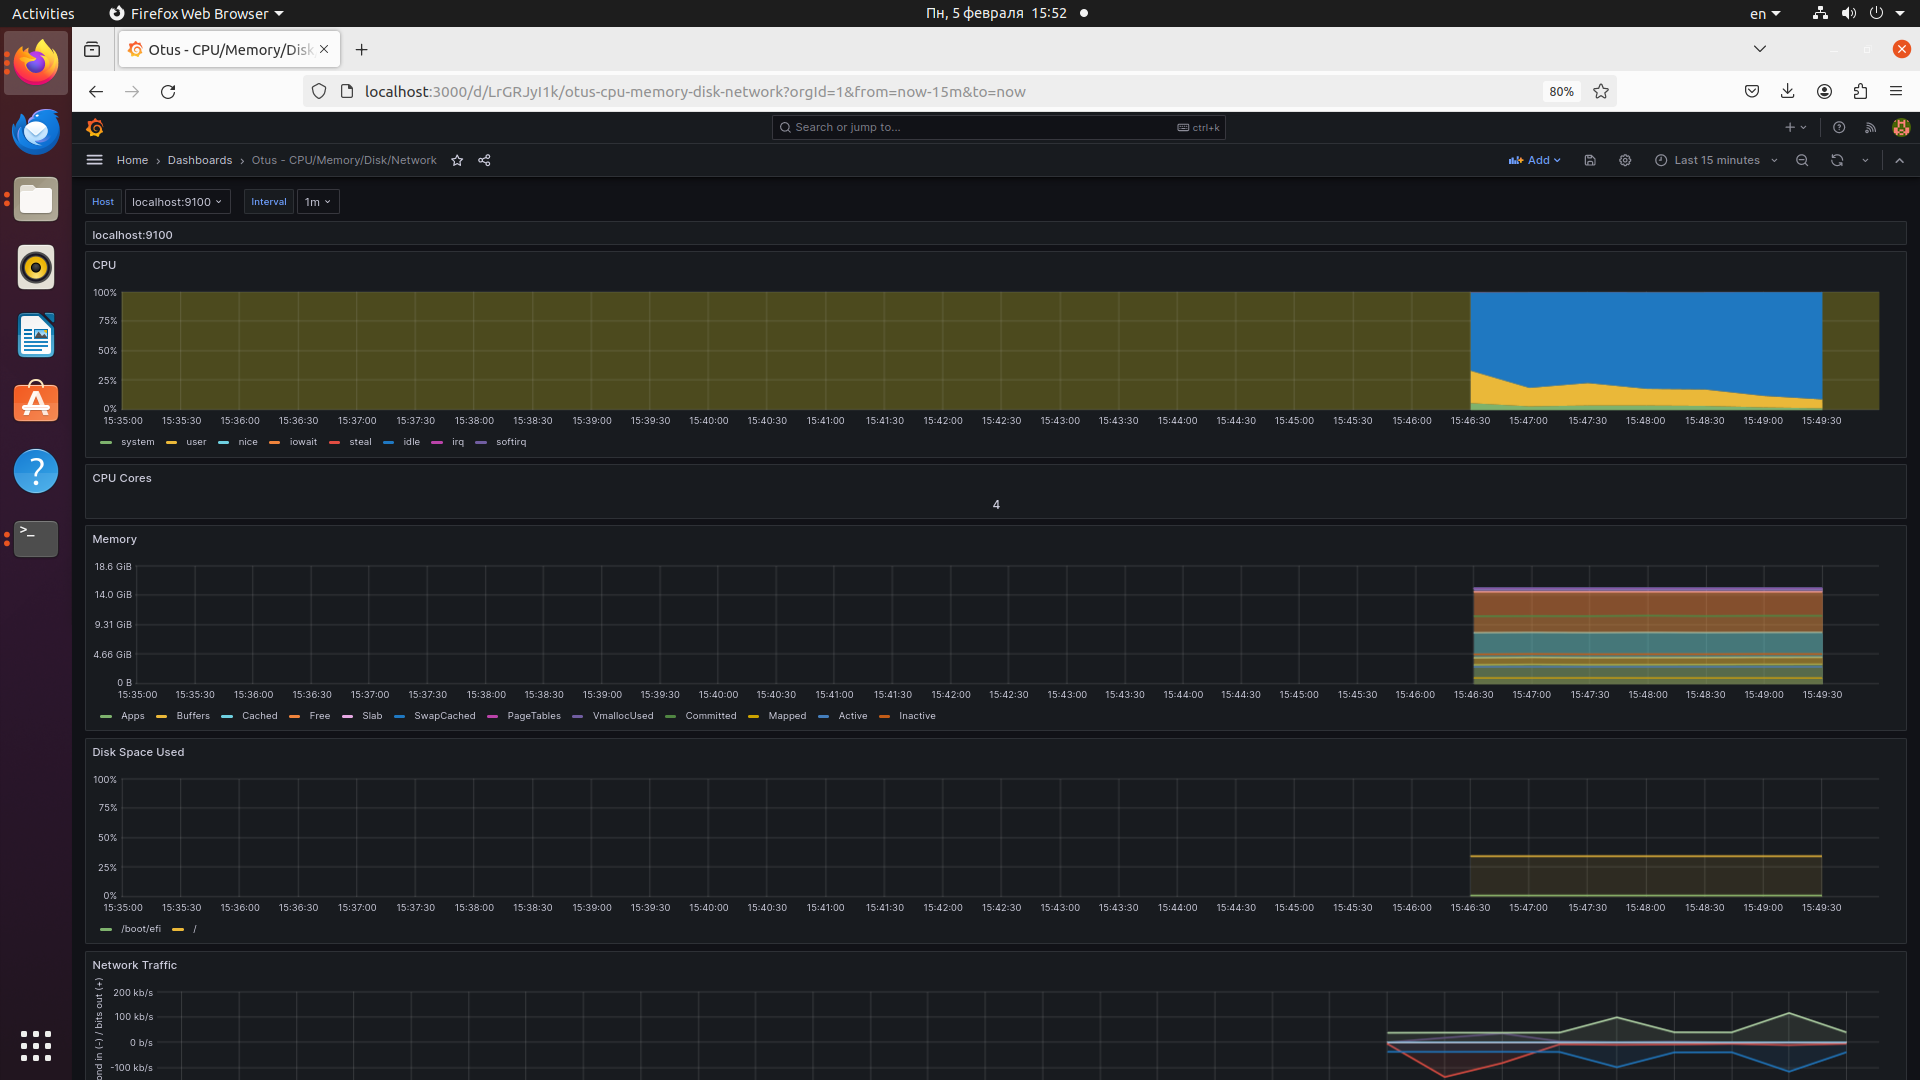 Activities
Firefox Web Browser
Пн, 5 февраля 15:52
en
Otus - CPU/Memory/Disk
localhost:3000/d/LrGRJyI1k/otus-cpu-memory-disk-network?orgId=1&from=now-15m&to=now
80%
Search or jump to...
ctrl+k
Home › Dashboards › Otus - CPU/Memory/Disk/Network
Add
Last 15 minutes
Host localhost:9100 Interval 1m
localhost:9100
CPU
100%
75%
50%
25%
0%
15:35:00 15:35:30 15:36:00 15:36:30 15:37:00 15:37:30 15:38:00 15:38:30 15:39:00 15:39:30 15:40:00 15:40:30 15:41:00 15:41:30 15:42:00 15:42:30 15:43:00 15:43:30 15:44:00 15:44:30 15:45:00 15:45:30 15:46:00 15:46:30 15:47:00 15:47:30 15:48:00 15:48:30 15:49:00 15:49:30
system user nice iowait steal idle irq softirq
CPU Cores
4
Memory
18.6 GiB
14.0 GiB
9.31 GiB
4.66 GiB
0 B
15:35:00 15:35:30 15:36:00 15:36:30 15:37:00 15:37:30 15:38:00 15:38:30 15:39:00 15:39:30 15:40:00 15:40:30 15:41:00 15:41:30 15:42:00 15:42:30 15:43:00 15:43:30 15:44:00 15:44:30 15:45:00 15:45:30 15:46:00 15:46:30 15:47:00 15:47:30 15:48:00 15:48:30 15:49:00 15:49:30
Apps Buffers Cached Free Slab SwapCached PageTables VmallocUsed Committed Mapped Active Inactive
Disk Space Used
100%
75%
50%
25%
0%
15:35:00 15:35:30 15:36:00 15:36:30 15:37:00 15:37:30 15:38:00 15:38:30 15:39:00 15:39:30 15:40:00 15:40:30 15:41:00 15:41:30 15:42:00 15:42:30 15:43:00 15:43:30 15:44:00 15:44:30 15:45:00 15:45:30 15:46:00 15:46:30 15:47:00 15:47:30 15:48:00 15:48:30 15:49:00 15:49:30
/boot/efi /
Network Traffic
ond in (-) / bits out (+)
200 kb/s
100 kb/s
0 b/s
-100 kb/s